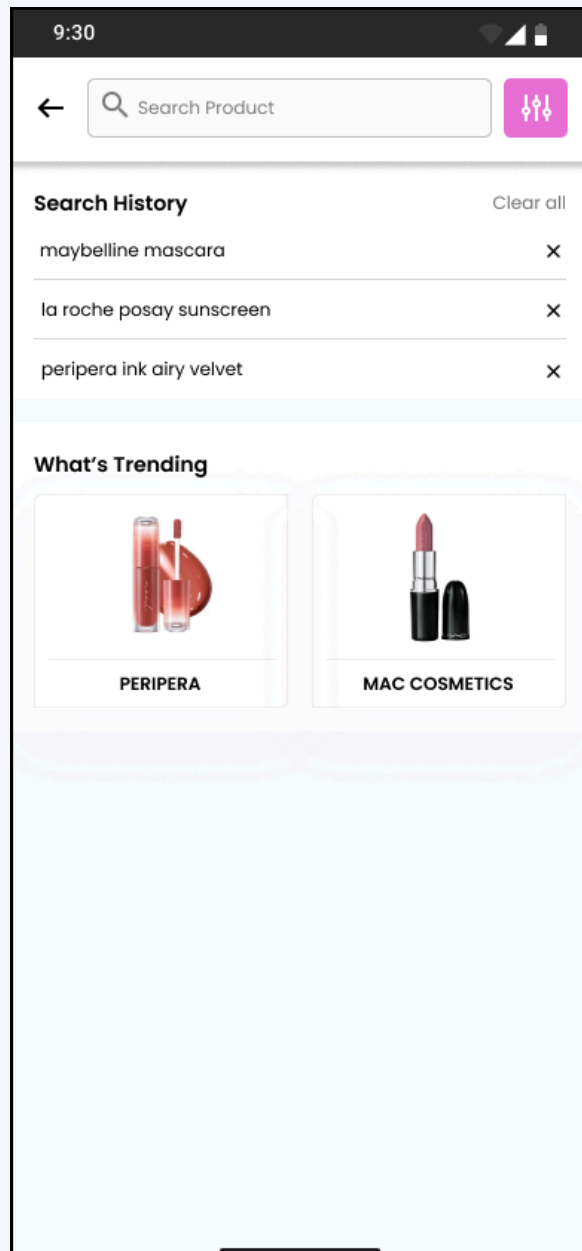 9:30
Search Product
Search History
Clear all
maybelline mascara
la roche posay sunscreen
peripera ink airy velvet
What's Trending
PERIPERA
MAC COSMETICS